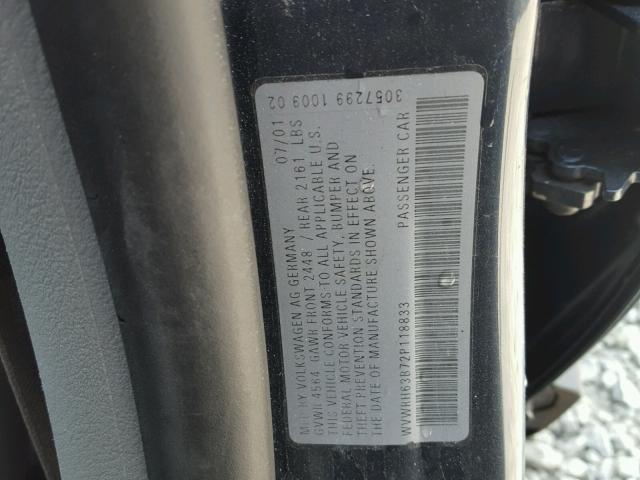 MFD BY VOLKSWAGEN AG GERMANY 07/01
GVWR 4564 GAWR FRONT 2448 / REAR 2161 LBS
THIS VEHICLE CONFORMS TO ALL APPLICABLE U.S.
FEDERAL MOTOR VEHICLE SAFETY, BUMPER AND
THEFT PREVENTION STANDARDS IN EFFECT ON
DATE OF MANUFACTURE SHOWN ABOVE.
WVWRH63B72P118833 PASSENGER CAR
3057299 1009 02